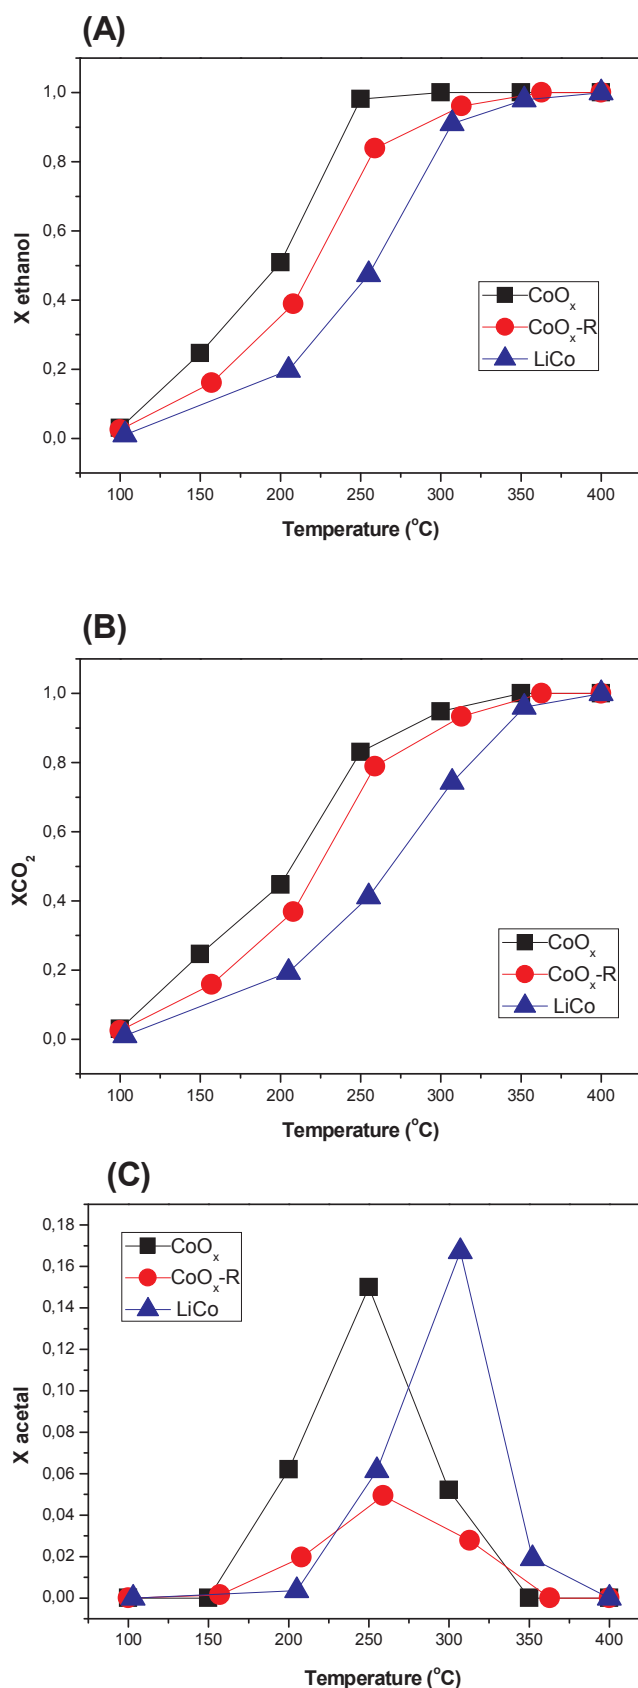 (A)
1,0
0,8
0,6
0,4
0,2
0,0
X ethanol
CoOx
CoOx-R
LiCo
100 150 200 250 300 350 400
Temperature (°C)
(B)
1,0
0,8
0,6
0,4
0,2
0,0
XCO2
CoOx
CoOx-R
LiCo
100 150 200 250 300 350 400
Temperature (°C)
(C)
0,18
0,16
0,14
0,12
0,10
0,08
0,06
0,04
0,02
0,00
X acetal
CoOx
CoOx-R
LiCo
100 150 200 250 300 350 400
Temperature (°C)